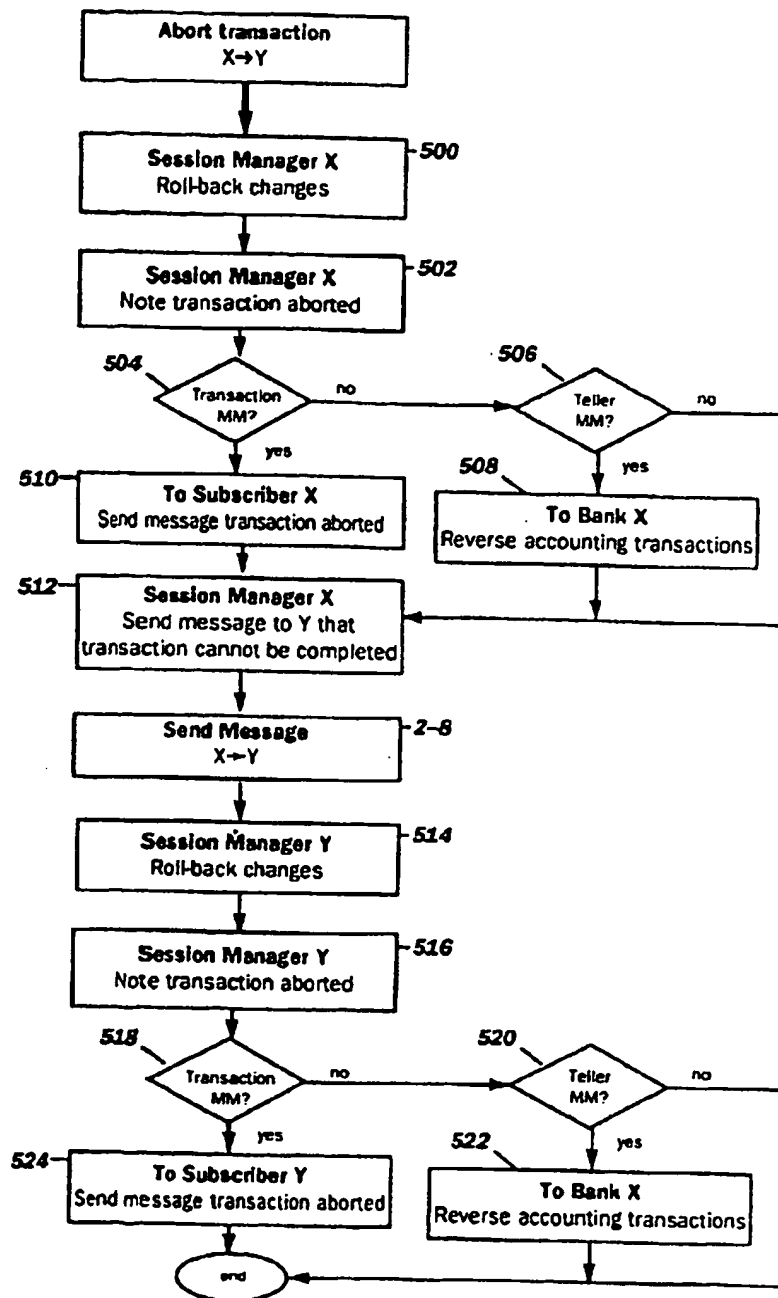 Abort transaction
X→Y
500
Session Manager X
Roll-back changes
502
Session Manager X
Note transaction aborted
504
Transaction
MM?
no
506
Teller
MM?
no
yes
yes
510
To Subscriber X
Send message transaction aborted
508
To Bank X
Reverse accounting transactions
512
Session Manager X
Send message to Y that
transaction cannot be completed
Send Message
X→Y
2-8
514
Session Manager Y
Roll-back changes
516
Session Manager Y
Note transaction aborted
518
Transaction
MM?
no
520
Teller
MM?
no
yes
yes
524
To Subscriber Y
Send message transaction aborted
522
To Bank X
Reverse accounting transactions
end